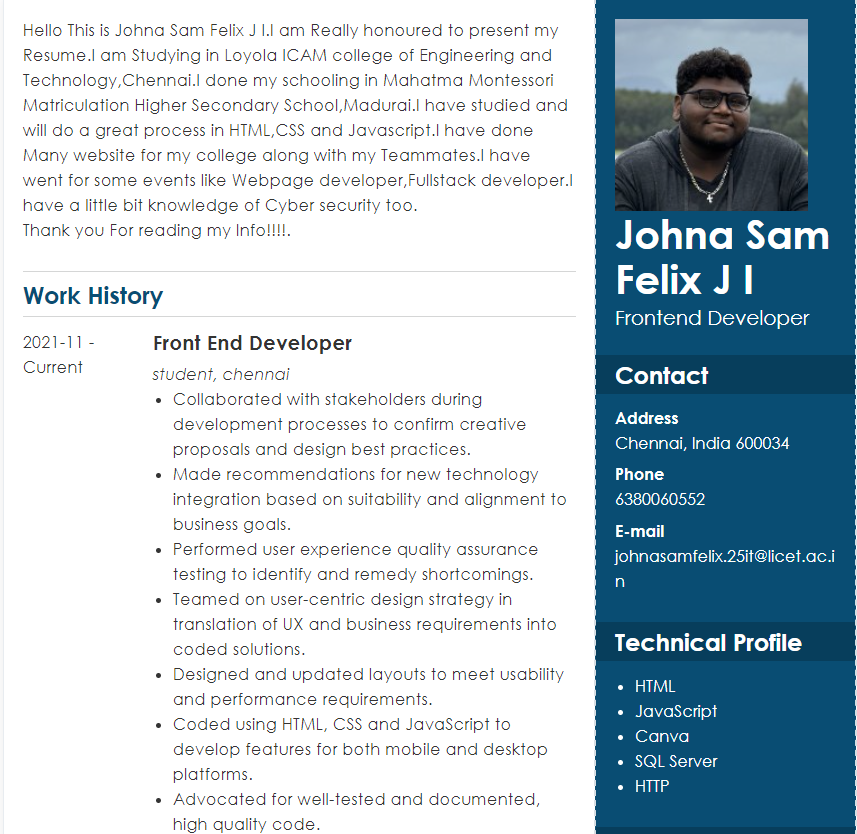 Hello This is Johna Sam Felix J I.I am Really honoured to present my
Resume.I am Studying in Loyola ICAM college of Engineering and
Technology,Chennai.I done my schooling in Mahatma Montessori
Matriculation Higher Secondary School,Madurai.I have studied and
will do a great process in HTML,CSS and Javascript.I have done
Many website for my college along with my Teammates.I have
went for some events like Webpage developer,Fullstack developer.I
have a little bit knowledge of Cyber security too.
Thank you For reading my Info!!!!.
Work History
2021-11 -
Current
Front End Developer
student, chennai
• Collaborated with stakeholders during
development processes to confirm creative
proposals and design best practices.
• Made recommendations for new technology
integration based on suitability and alignment to
business goals.
• Performed user experience quality assurance
testing to identify and remedy shortcomings.
• Teamed on user-centric design strategy in
translation of UX and business requirements into
coded solutions.
• Designed and updated layouts to meet usability
and performance requirements.
• Coded using HTML, CSS and JavaScript to
develop features for both mobile and desktop
platforms.
• Advocated for well-tested and documented,
high quality code.
Johna Sam
Felix J I
Frontend Developer
Contact
Address
Chennai, India 600034
Phone
6380060552
E-mail
johnasamfelix.25it@licet.ac.i
n
Technical Profile
• HTML
• JavaScript
• Canva
• SQL Server
• HTTP